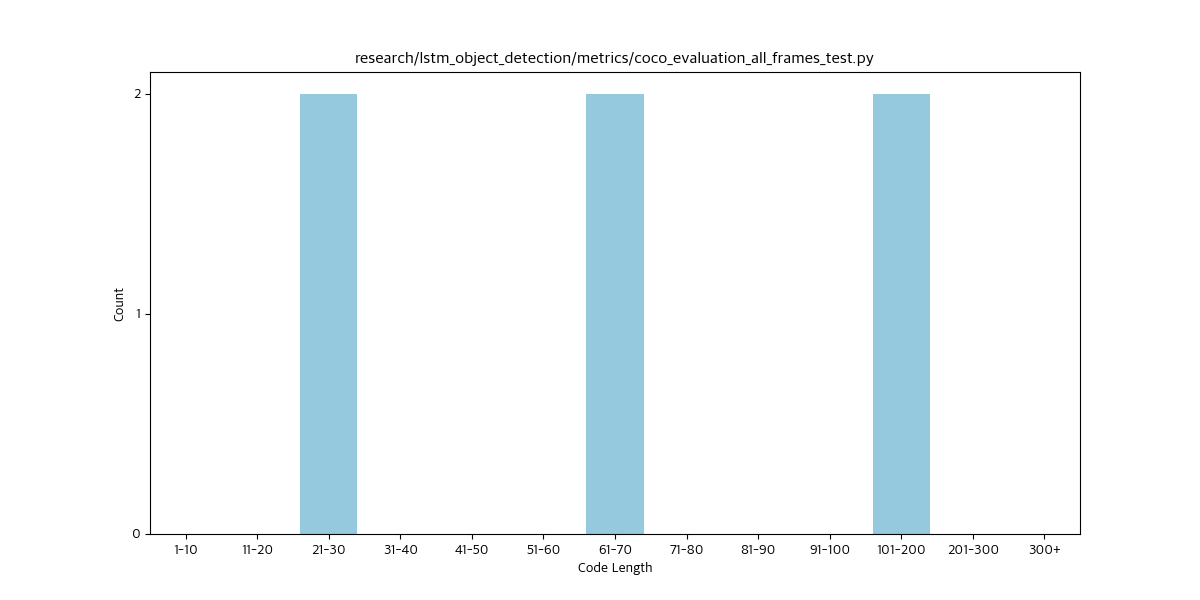 research/lstm_object_detection/metrics/coco_evaluation_all_frames_test.py
2
1
0
Count
1-10 11-20 21-30 31-40 41-50 51-60 61-70 71-80 81-90 91-100 101-200 201-300 300+
Code Length